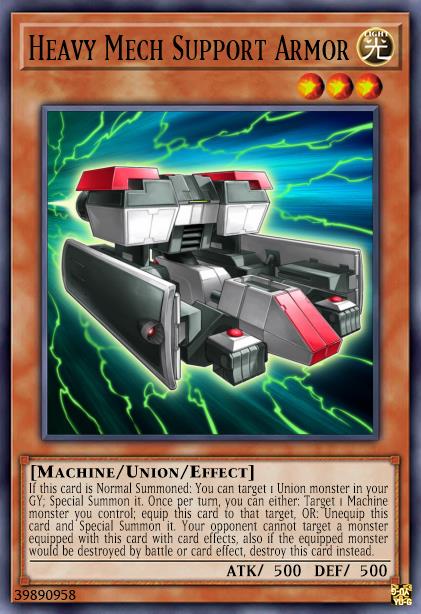 HEAVY MECH SUPPORT ARMOR
LIGHT
光
[MACHINE/UNION/EFFECT]
If this card is Normal Summoned: You can target 1 Union monster in your
GY; Special Summon it. Once per turn, you can either: Target 1 Machine
monster you control; equip this card to that target, OR: Unequip this
card and Special Summon it. Your opponent cannot target a monster
equipped with this card with card effects, also if the equipped monster
would be destroyed by battle or card effect, destroy this card instead.
ATK/ 500 DEF/ 500
39890958